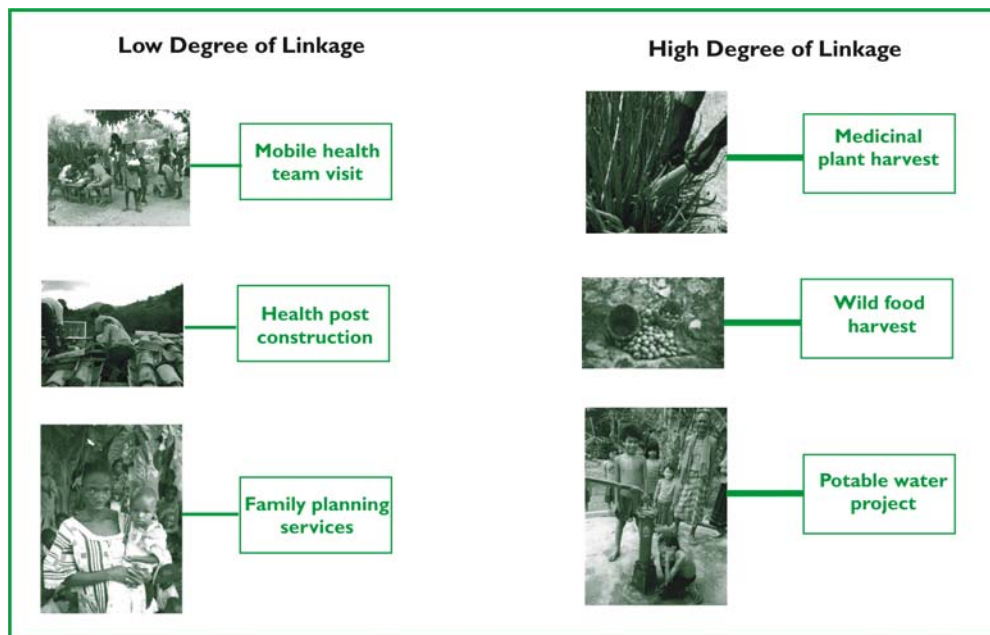 Low Degree of Linkage
Mobile health
team visit
Health post
construction
Family planning
services
High Degree of Linkage
Medicinal
plant harvest
Wild food
harvest
Potable water
project